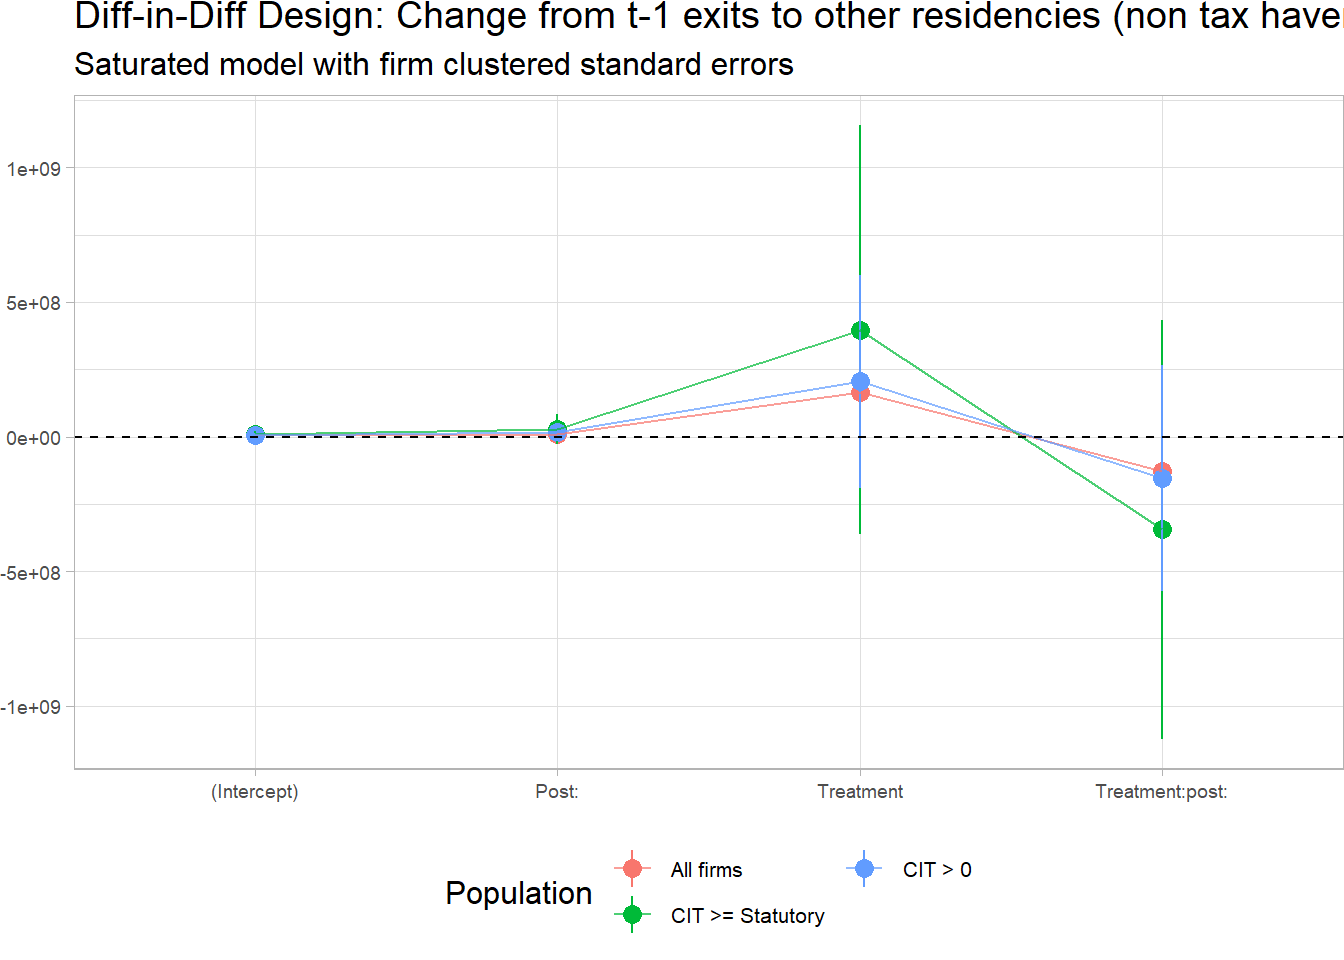 Diff-in-Diff Design: Change from t-1 exits to other residencies (non tax have
Saturated model with firm clustered standard errors
1e+09
5e+08
0e+00
-5e+08
-1e+09
(Intercept)
Post:
Treatment
Treatment:post:
Population
All firms
CIT > 0
CIT >= Statutory